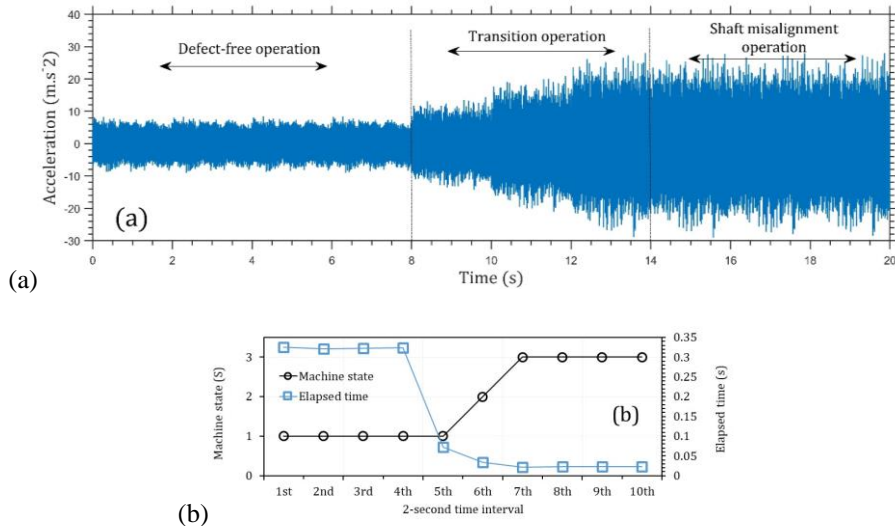 40
30
20
10
0
-10
-20
-30
Acceleration (m.s^-2)
Defect-free operation
Transition operation
Shaft misalignment
operation
(a)
0 2 4 6 8 10 12 14 16 18 20
Time (s)
(a)
3
2
1
0
Machine state (S)
Machine state
Elapsed time
(b)
0.35
0.3
0.25
0.2
0.15
0.1
0.05
0
Elapsed time (s)
1st 2nd 3rd 4th 5th 6th 7th 8th 9th 10th
2-second time interval
(b)